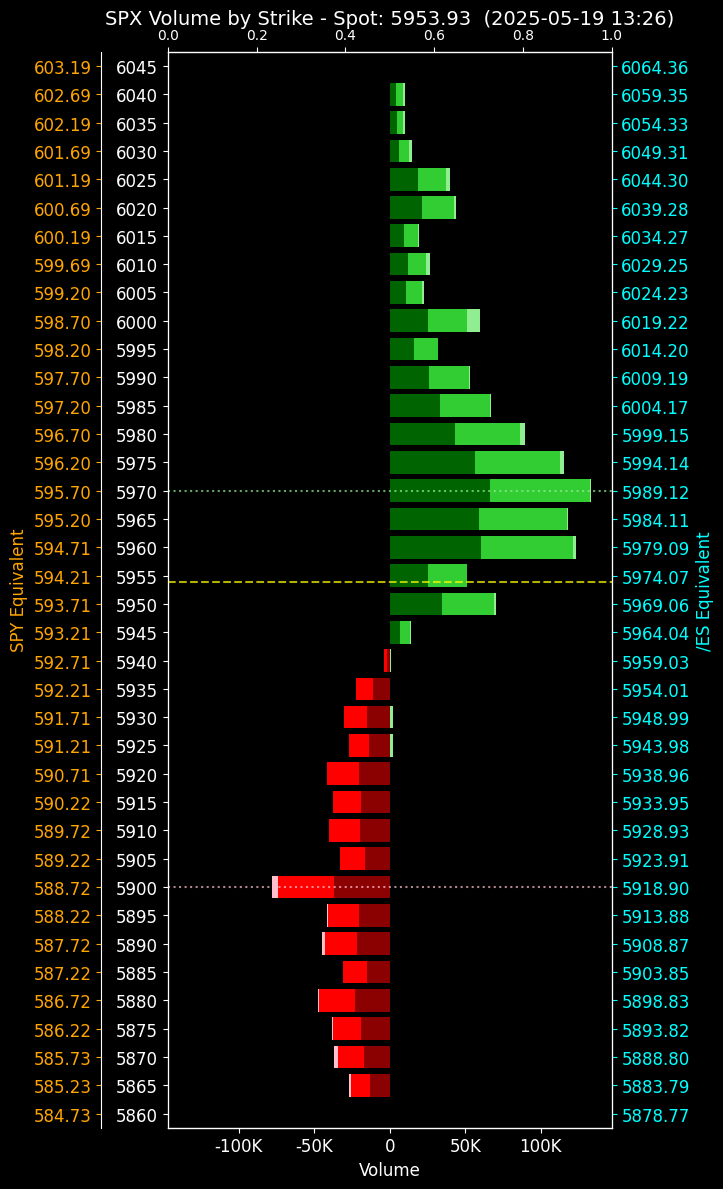 SPX Volume by Strike - Spot: 5953.93  (2025-05-19 13:26)
0.0 0.2 0.4 0.6 0.8 1.0
603.19 6045 6064.36
602.69 6040 6059.35
602.19 6035 6054.33
601.69 6030 6049.31
601.19 6025 6044.30
600.69 6020 6039.28
600.19 6015 6034.27
599.69 6010 6029.25
599.20 6005 6024.23
598.70 6000 6019.22
598.20 5995 6014.20
597.70 5990 6009.19
597.20 5985 6004.17
596.70 5980 5999.15
596.20 5975 5994.14
595.70 5970 5989.12
595.20 5965 5984.11
594.71 5960 5979.09
594.21 5955 5974.07
593.71 5950 5969.06
593.21 5945 5964.04
592.71 5940 5959.03
592.21 5935 5954.01
591.71 5930 5948.99
591.21 5925 5943.98
590.71 5920 5938.96
590.22 5915 5933.95
589.72 5910 5928.93
589.22 5905 5923.91
588.72 5900 5918.90
588.22 5895 5913.88
587.72 5890 5908.87
587.22 5885 5903.85
586.72 5880 5898.83
586.22 5875 5893.82
585.73 5870 5888.80
585.23 5865 5883.79
584.73 5860 5878.77
SPY Equivalent
/ES Equivalent
-100K -50K 0 50K 100K
Volume